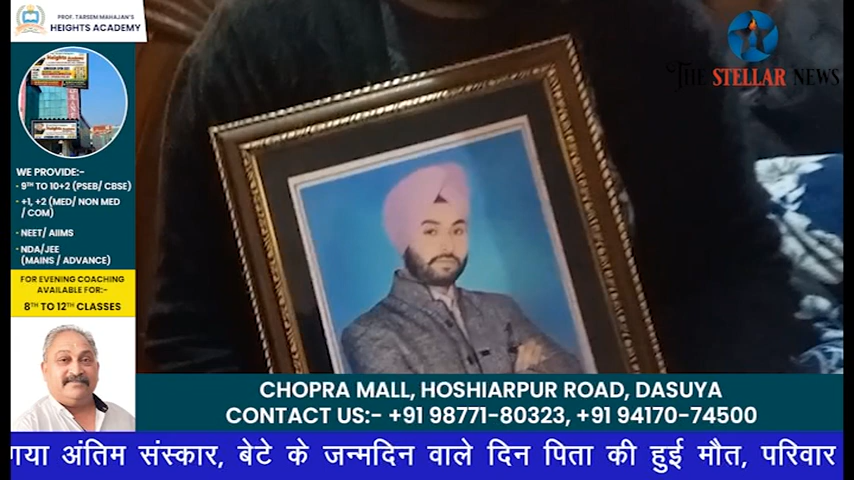 PROF. TARSEM MAHAJAN'S
HEIGHTS ACADEMY
THE STELLAR NEWS
WE PROVIDE:-
· 9TH TO 10+2 (PSEB/ CBSE)
· +1, +2 (MED/ NON MED
/ COM)
· NEET/ AIIMS
· NDA/JEE
(MAINS / ADVANCE)
FOR EVENING COACHING
AVAILABLE FOR:-
8TH TO 12TH CLASSES
CHOPRA MALL, HOSHIARPUR ROAD, DASUYA
CONTACT US:- +91 98771-80323, +91 94170-74500
गया अंतिम संस्कार, बेटे के जन्मदिन वाले दिन पिता की हुई मौत, परिवार